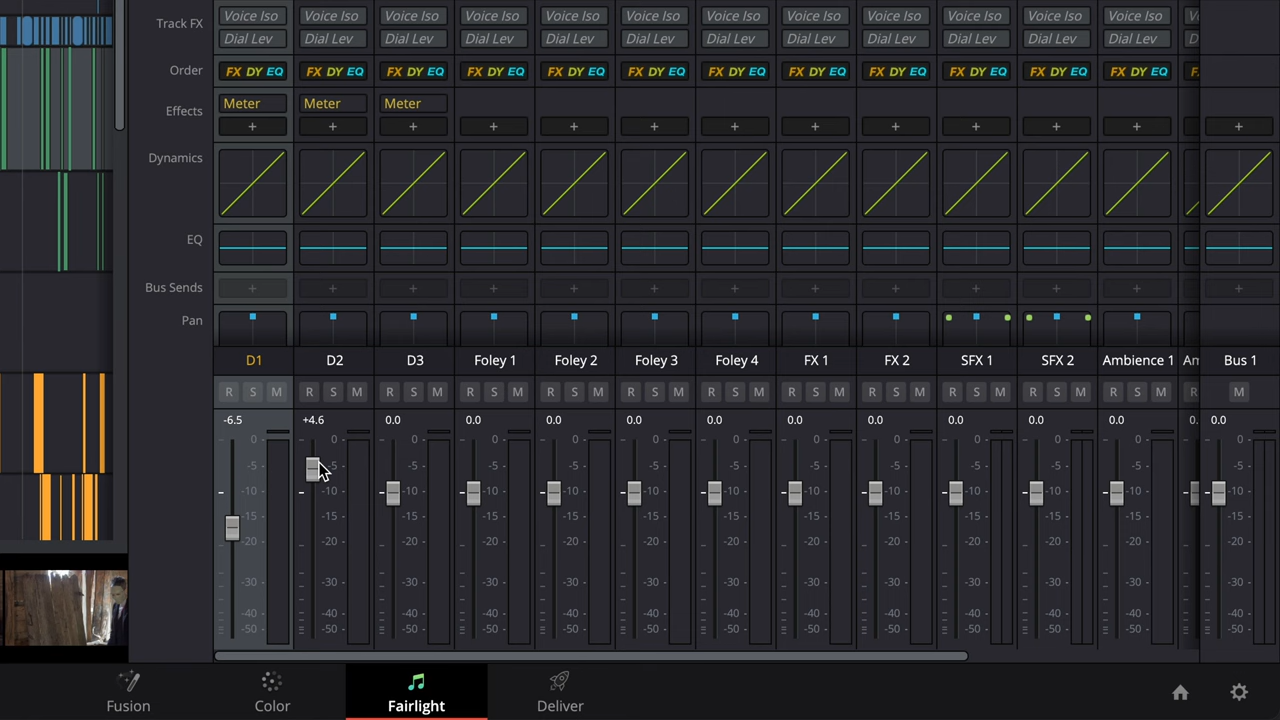 Track FX Voice Iso Voice Iso Voice Iso Voice Iso Voice Iso Voice Iso Voice Iso Voice Iso Voice Iso Voice Iso Voice Iso Voice Iso
Dial Lev Dial Lev Dial Lev Dial Lev Dial Lev Dial Lev Dial Lev Dial Lev Dial Lev Dial Lev Dial Lev Dial Lev D
Order FX DY EQ FX DY EQ FX DY EQ FX DY EQ FX DY EQ FX DY EQ FX DY EQ FX DY EQ FX DY EQ FX DY EQ FX DY EQ FX DY EQ
Effects Meter Meter Meter
+ + + + + + + + + + + + +
Dynamics
EQ
Bus Sends + + + + + + + + + + + + +
Pan
D1 D2 D3 Foley 1 Foley 2 Foley 3 Foley 4 FX 1 FX 2 SFX 1 SFX 2 Ambience 1 Am Bus 1
R S M R S M R S M R S M R S M R S M R S M R S M R S M R S M R S M R S M R M
-6.5 +4.6 0.0 0.0 0.0 0.0 0.0 0.0 0.0 0.0 0.0 0.0 0. 0.0
0 0 0 0 0 0 0 0 0 0 0 0 0
-5 -5 -5 -5 -5 -5 -5 -5 -5 -5 -5 -5 -5
-10 -10 -10 -10 -10 -10 -10 -10 -10 -10 -10 -10 -10
-15 -15 -15 -15 -15 -15 -15 -15 -15 -15 -15 -15 -15
-20 -20 -20 -20 -20 -20 -20 -20 -20 -20 -20 -20 -20
-30 -30 -30 -30 -30 -30 -30 -30 -30 -30 -30 -30 -30
-40 -40 -40 -40 -40 -40 -40 -40 -40 -40 -40 -40 -40
-50 -50 -50 -50 -50 -50 -50 -50 -50 -50 -50 -50 -50
Fusion Color Fairlight Deliver